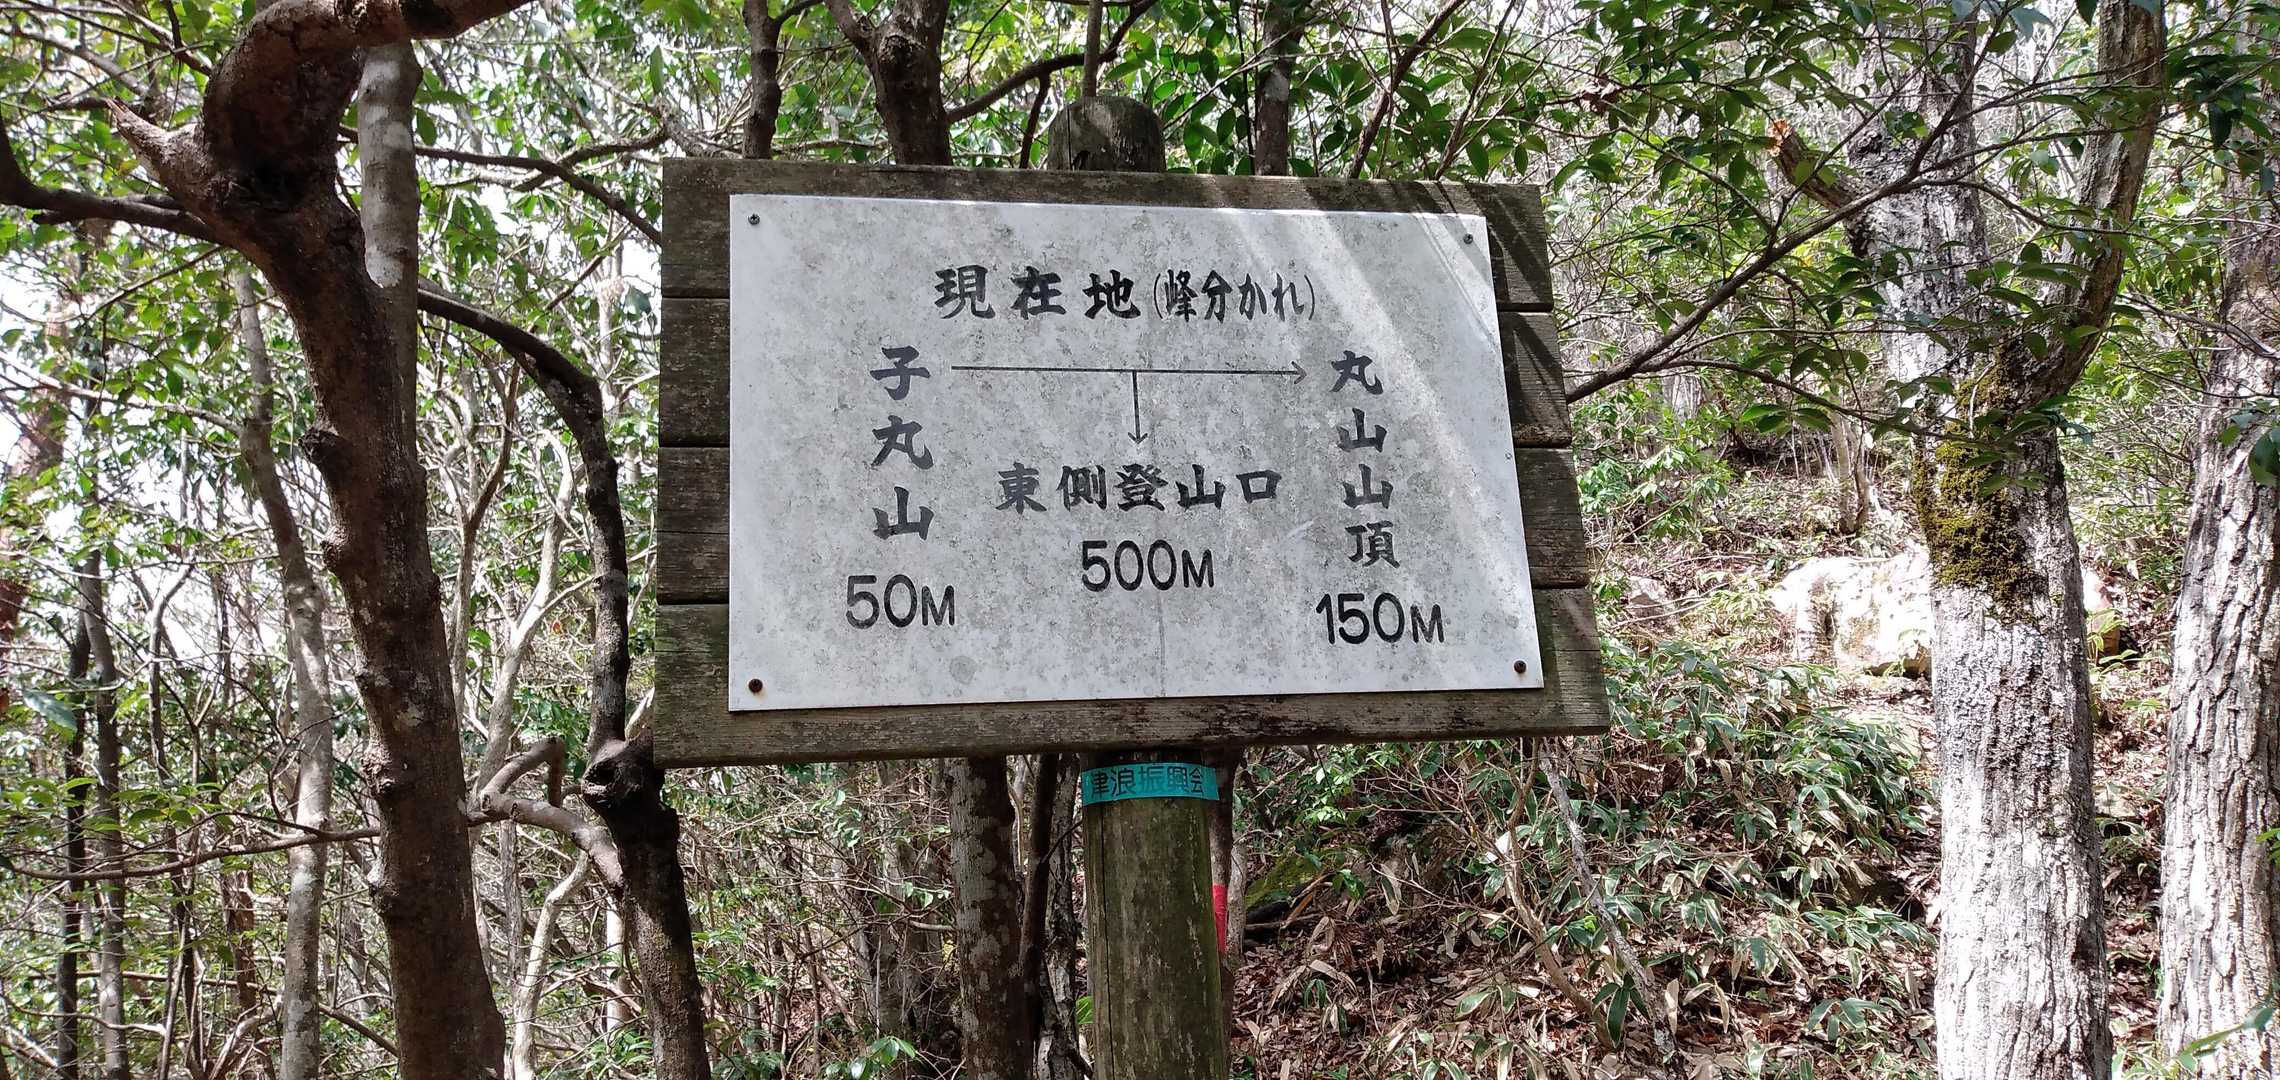 現在地(峰分かれ)
子丸山
50M
東側登山口
500M
丸山山頂
150M
津浪振興会